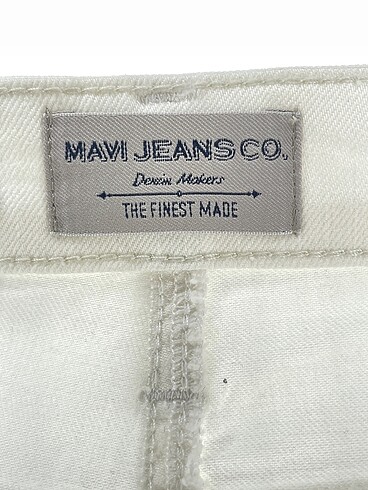 MAVI JEANS CO.
Denim Makers
THE FINEST MADE